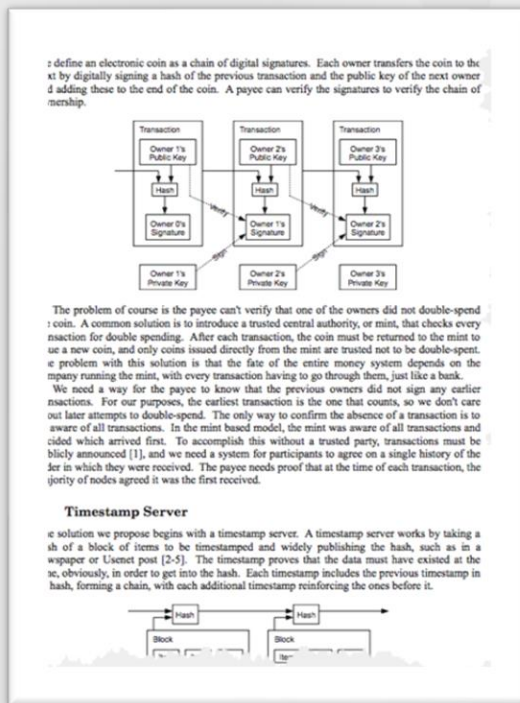 define an electronic coin as a chain of digital signatures. Each owner transfers the coin to the
xt by digitally signing a hash of the previous transaction and the public key of the next owner
d adding these to the end of the coin. A payee can verify the signatures to verify the chain of
nership.
Transaction Transaction Transaction
Owner 1's Owner 2's Owner 3's
Public Key Public Key Public Key
Hash Hash Hash
Verify Verify
Owner 0's Owner 1's Owner 2's
Signature Signature Signature
Sign Sign
Owner 1's Owner 2's Owner 3's
Private Key Private Key Private Key
The problem of course is the payee can't verify that one of the owners did not double-spend
coin. A common solution is to introduce a trusted central authority, or mint, that checks every
nsaction for double spending. After each transaction, the coin must be returned to the mint to
ue a new coin, and only coins issued directly from the mint are trusted not to be double-spent.
e problem with this solution is that the fate of the entire money system depends on the
mpany running the mint, with every transaction having to go through them, just like a bank.
We need a way for the payee to know that the previous owners did not sign any earlier
nsactions. For our purposes, the earliest transaction is the one that counts, so we don't care
out later attempts to double-spend. The only way to confirm the absence of a transaction is to
aware of all transactions. In the mint based model, the mint was aware of all transactions and
cided which arrived first. To accomplish this without a trusted party, transactions must be
blicly announced [1], and we need a system for participants to agree on a single history of the
der in which they were received. The payee needs proof that at the time of each transaction, the
jority of nodes agreed it was the first received.
Timestamp Server
e solution we propose begins with a timestamp server. A timestamp server works by taking a
sh of a block of items to be timestamped and widely publishing the hash, such as in a
wspaper or Usenet post [2-5]. The timestamp proves that the data must have existed at the
ne, obviously, in order to get into the hash. Each timestamp includes the previous timestamp in
hash, forming a chain, with each additional timestamp reinforcing the ones before it.
Hash Hash
Block Block